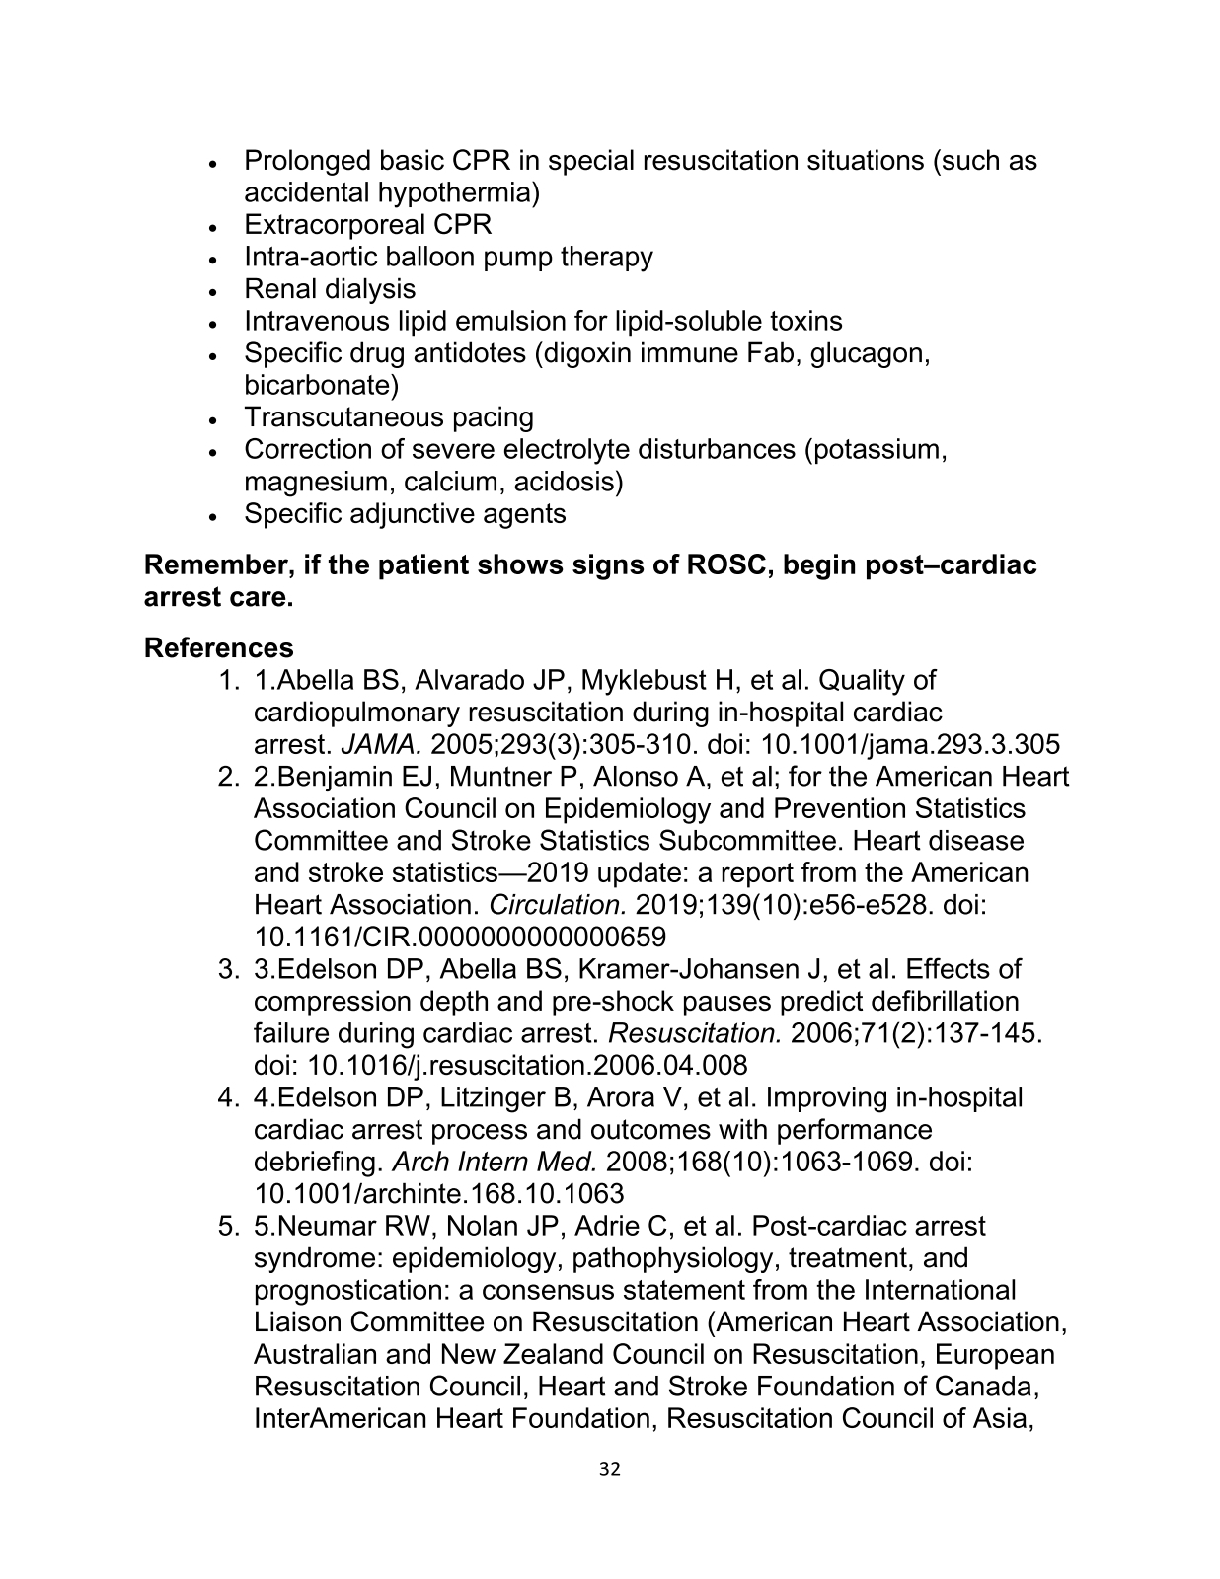 • Prolonged basic CPR in special resuscitation situations (such as
accidental hypothermia)
• Extracorporeal CPR
• Intra-aortic balloon pump therapy
• Renal dialysis
• Intravenous lipid emulsion for lipid-soluble toxins
• Specific drug antidotes (digoxin immune Fab, glucagon,
bicarbonate)
• Transcutaneous pacing
• Correction of severe electrolyte disturbances (potassium,
magnesium, calcium, acidosis)
• Specific adjunctive agents
Remember, if the patient shows signs of ROSC, begin post–cardiac
arrest care.
References
1. 1.Abella BS, Alvarado JP, Myklebust H, et al. Quality of
cardiopulmonary resuscitation during in-hospital cardiac
arrest. JAMA. 2005;293(3):305-310. doi: 10.1001/jama.293.3.305
2. 2.Benjamin EJ, Muntner P, Alonso A, et al; for the American Heart
Association Council on Epidemiology and Prevention Statistics
Committee and Stroke Statistics Subcommittee. Heart disease
and stroke statistics—2019 update: a report from the American
Heart Association. Circulation. 2019;139(10):e56-e528. doi:
10.1161/CIR.0000000000000659
3. 3.Edelson DP, Abella BS, Kramer-Johansen J, et al. Effects of
compression depth and pre-shock pauses predict defibrillation
failure during cardiac arrest. Resuscitation. 2006;71(2):137-145.
doi: 10.1016/j.resuscitation.2006.04.008
4. 4.Edelson DP, Litzinger B, Arora V, et al. Improving in-hospital
cardiac arrest process and outcomes with performance
debriefing. Arch Intern Med. 2008;168(10):1063-1069. doi:
10.1001/archinte.168.10.1063
5. 5.Neumar RW, Nolan JP, Adrie C, et al. Post-cardiac arrest
syndrome: epidemiology, pathophysiology, treatment, and
prognostication: a consensus statement from the International
Liaison Committee on Resuscitation (American Heart Association,
Australian and New Zealand Council on Resuscitation, European
Resuscitation Council, Heart and Stroke Foundation of Canada,
InterAmerican Heart Foundation, Resuscitation Council of Asia,
32